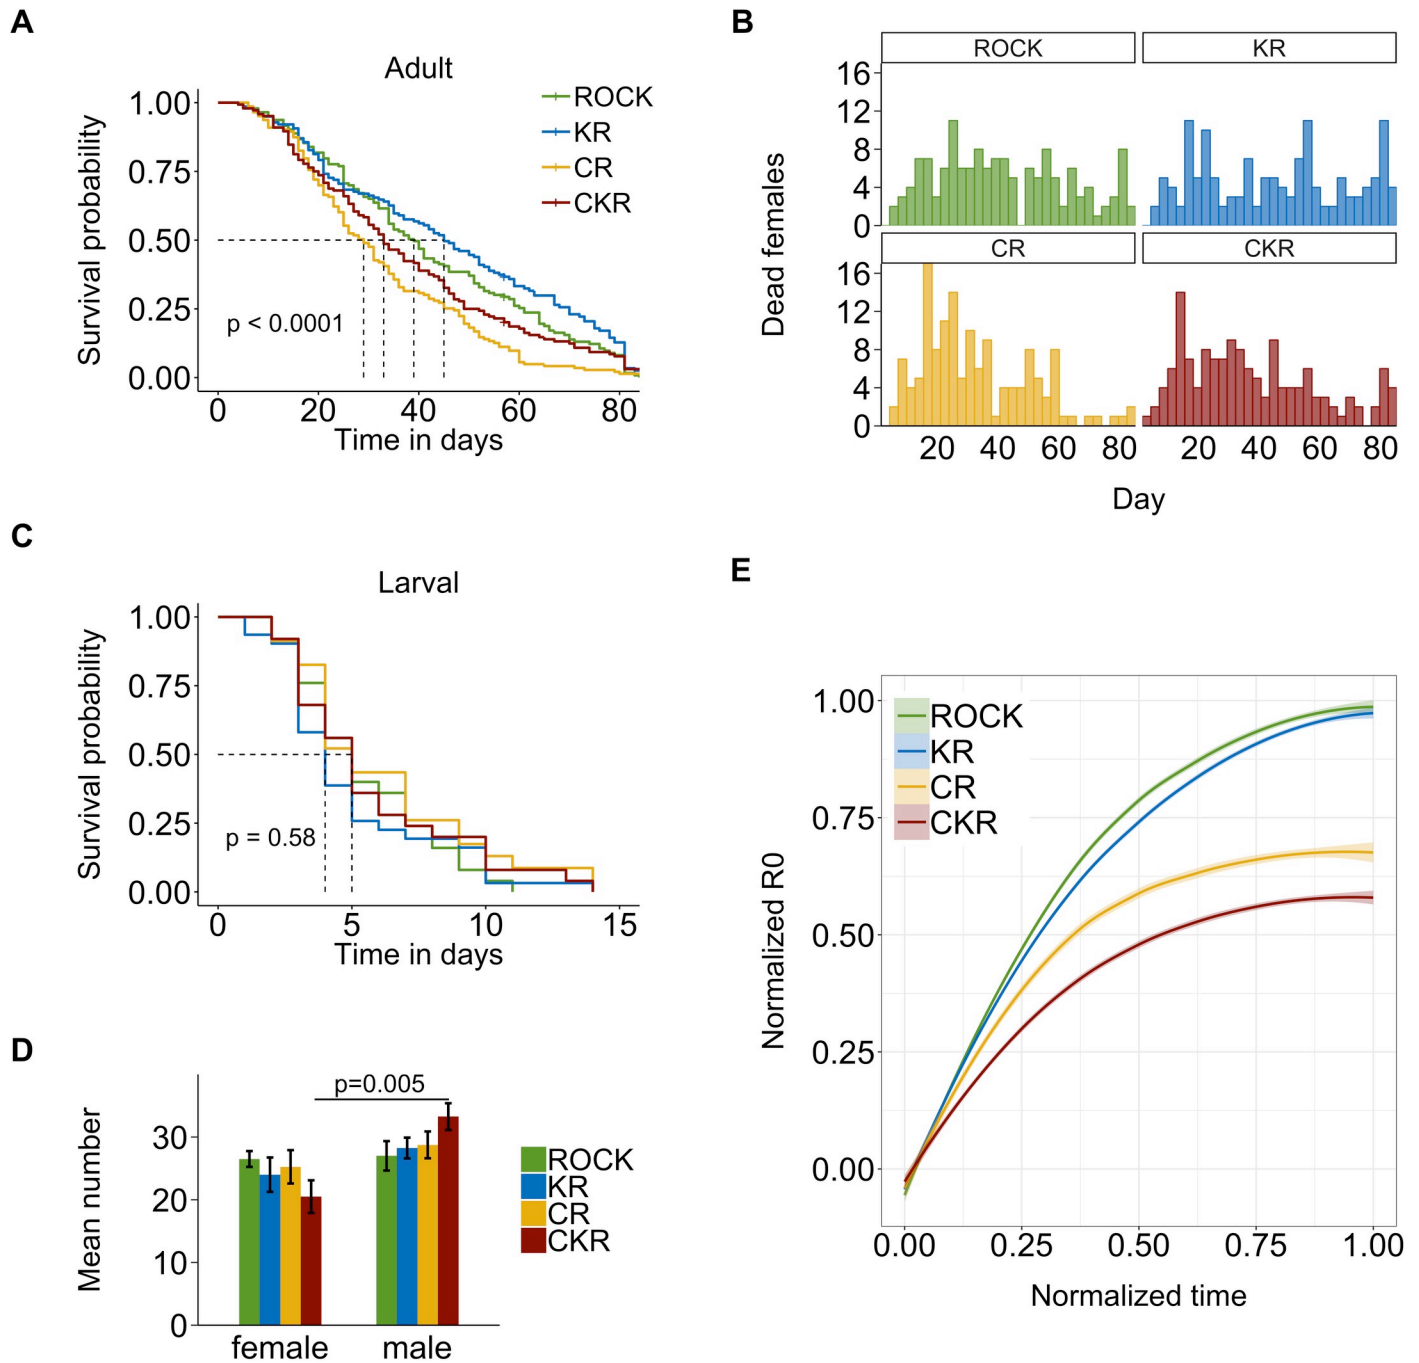 A
Adult
Survival probability
1.00
0.75
0.50
0.25
0.00
p < 0.0001
0 20 40 60 80
Time in days
ROCK
KR
CR
CKR
B
ROCK KR
CR CKR
Dead females
16
12
8
4
0
16
12
8
4
0
20 40 60 80 20 40 60 80
Day
C
Larval
Survival probability
1.00
0.75
0.50
0.25
0.00
p = 0.58
0 5 10 15
Time in days
D
Mean number
30
20
10
0
p=0.005
female male
ROCK
KR
CR
CKR
E
Normalized R0
1.00
0.75
0.50
0.25
0.00
ROCK
KR
CR
CKR
0.00 0.25 0.50 0.75 1.00
Normalized time